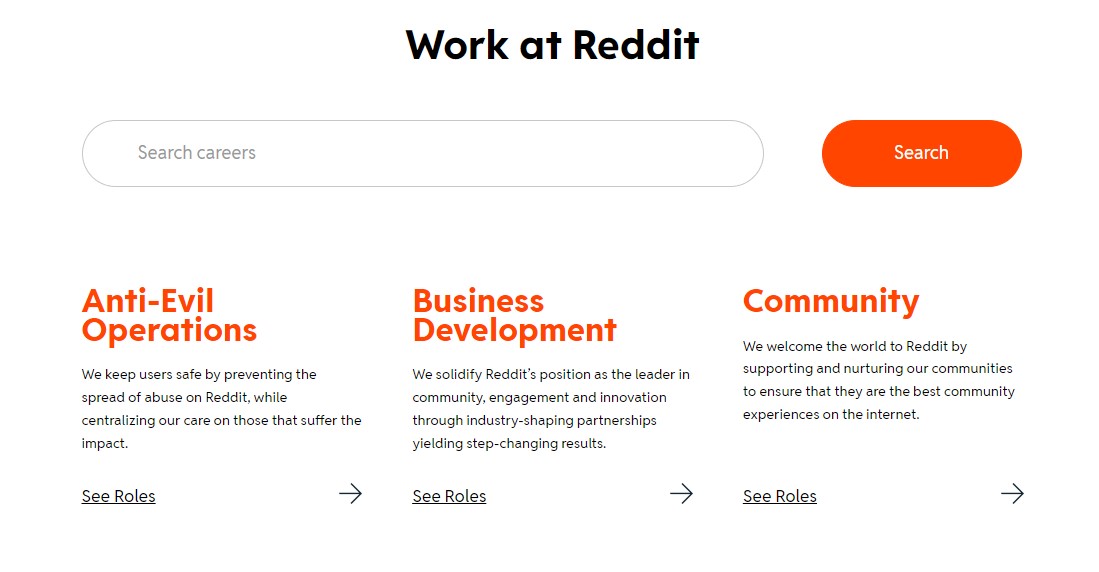 Work at Reddit
Search careers
Search
Anti-Evil
Operations
We keep users safe by preventing the
spread of abuse on Reddit, while
centralizing our care on those that suffer the
impact.
See Roles
Business
Development
We solidify Reddit’s position as the leader in
community, engagement and innovation
through industry-shaping partnerships
yielding step-changing results.
See Roles
Community
We welcome the world to Reddit by
supporting and nurturing our communities
to ensure that they are the best community
experiences on the internet.
See Roles